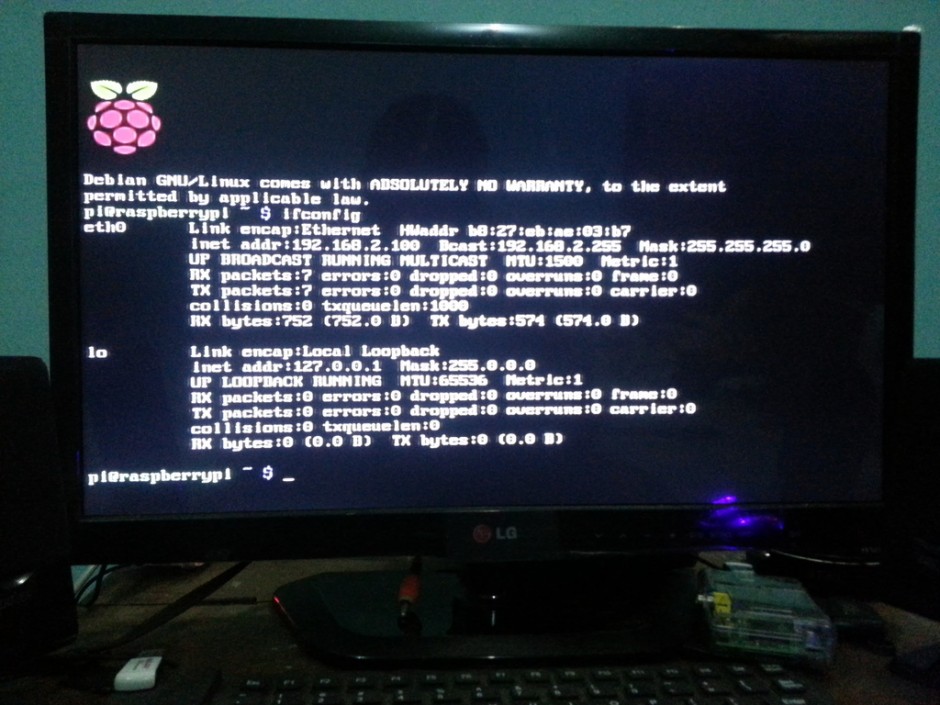 Debian GNU/Linux comes with ABSOLUTELY NO WARRANTY, to the extent
permitted by applicable law.
pi@raspberrypi ~ $ ifconfig
eth0 Link encap:Ethernet HWaddr b8:27:eb:ae:03:b7
inet addr:192.168.2.100 Bcast:192.168.2.255 Mask:255.255.255.0
UP BROADCAST RUNNING MULTICAST MTU:1500 Metric:1
RX packets:7 errors:0 dropped:0 overruns:0 frame:0
TX packets:7 errors:0 dropped:0 overruns:0 carrier:0
collisions:0 txqueuelen:1000
RX bytes:752 (752.0 B) TX bytes:574 (574.0 B)
lo Link encap:Local Loopback
inet addr:127.0.0.1 Mask:255.0.0.0
UP LOOPBACK RUNNING MTU:65536 Metric:1
RX packets:0 errors:0 dropped:0 overruns:0 frame:0
TX packets:0 errors:0 dropped:0 overruns:0 carrier:0
collisions:0 txqueuelen:0
RX bytes:0 (0.0 B) TX bytes:0 (0.0 B)
pi@raspberrypi ~ $ _
LG